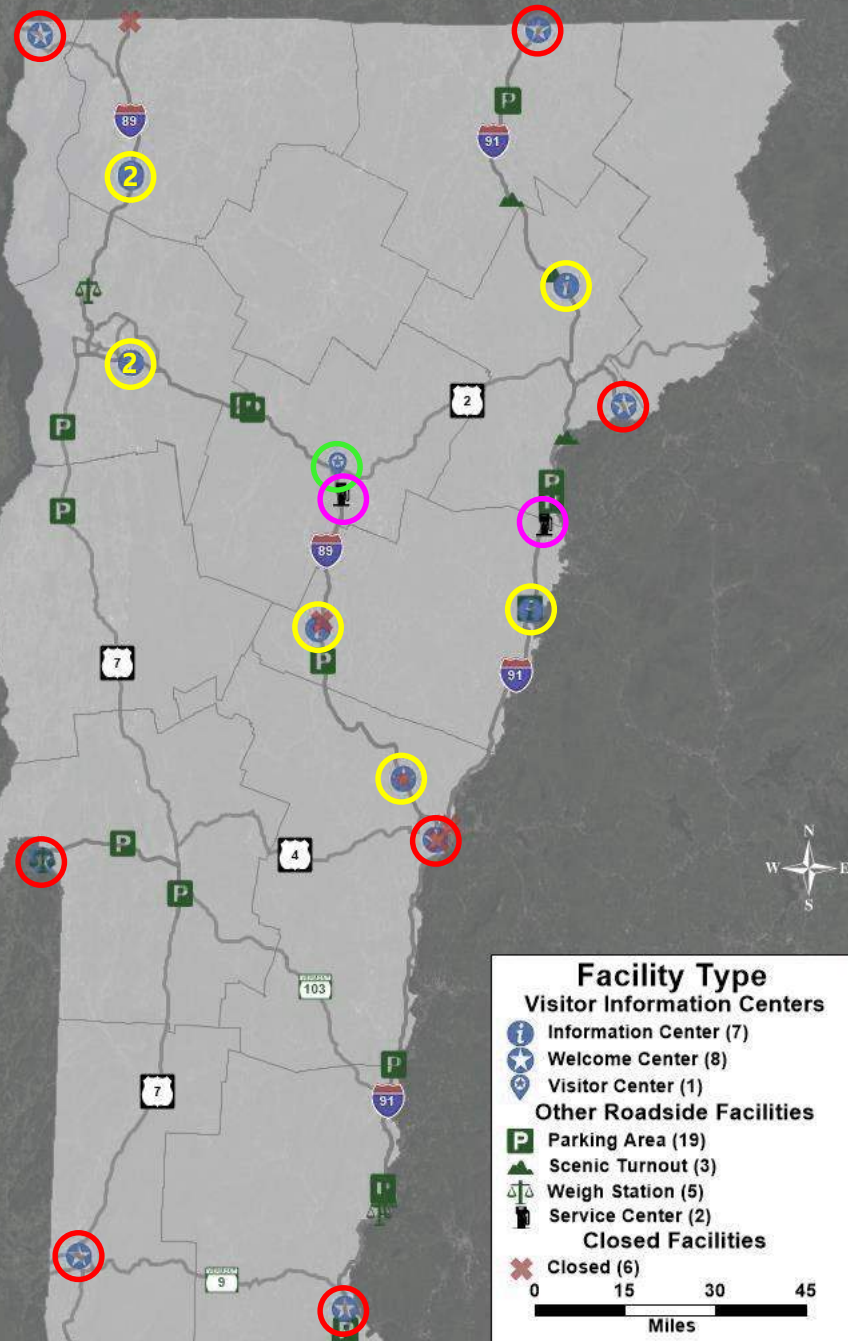 89
91
2
i
2
2
P
P
P
P
89
i
i
91
7
P
i
N
W E
S
P
4
P
103
P
91
7
P
9
P
Facility Type
Visitor Information Centers
i Information Center (7)
Welcome Center (8)
Visitor Center (1)
Other Roadside Facilities
P Parking Area (19)
Scenic Turnout (3)
Weigh Station (5)
Service Center (2)
Closed Facilities
Closed (6)
0 15 30 45
Miles